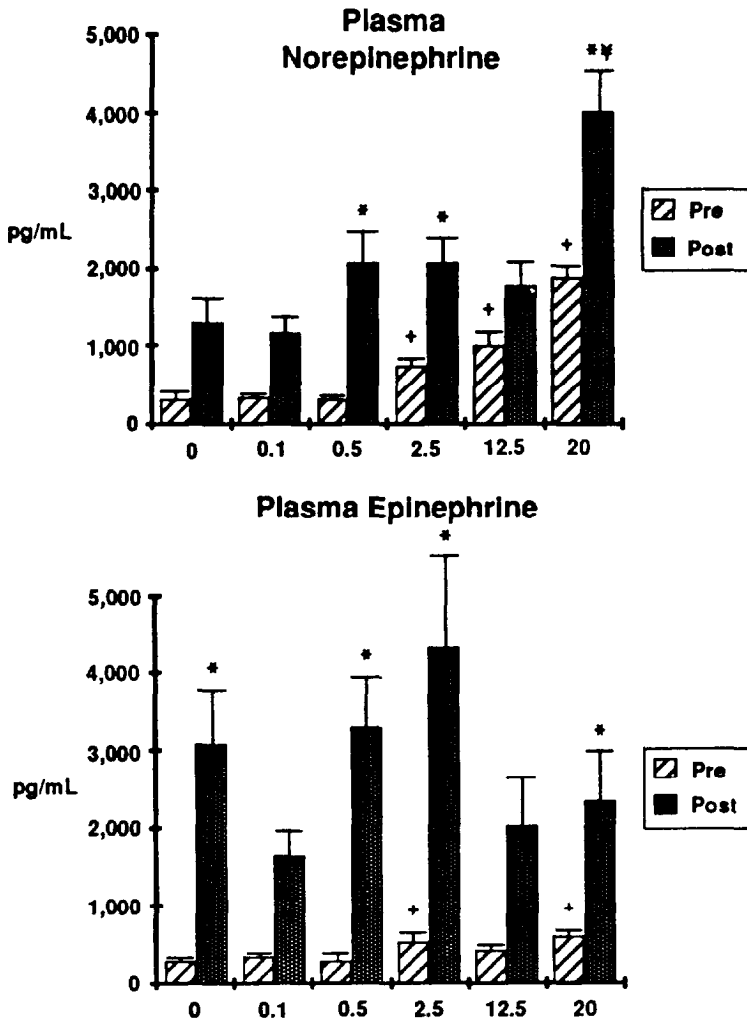 Plasma
Norepinephrine
5,000
4,000
3,000
2,000
1,000
0
pg/mL
*¥
*
*
+
+
+
Pre
Post
0 0.1 0.5 2.5 12.5 20
Plasma Epinephrine
5,000
4,000
3,000
2,000
1,000
0
pg/mL
*
*
*
*
+
+
Pre
Post
0 0.1 0.5 2.5 12.5 20